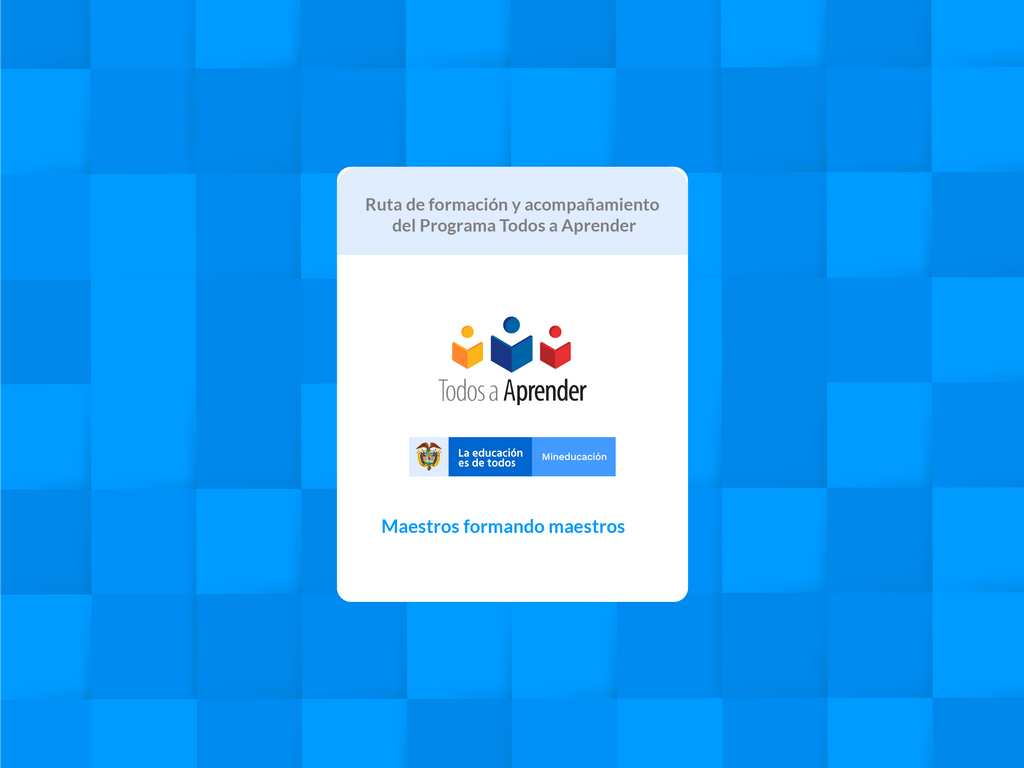 Ruta de formación y acompañamiento
del Programa Todos a Aprender
Todos a Aprender
La educación
es de todos
Mineducación
Maestros formando maestros